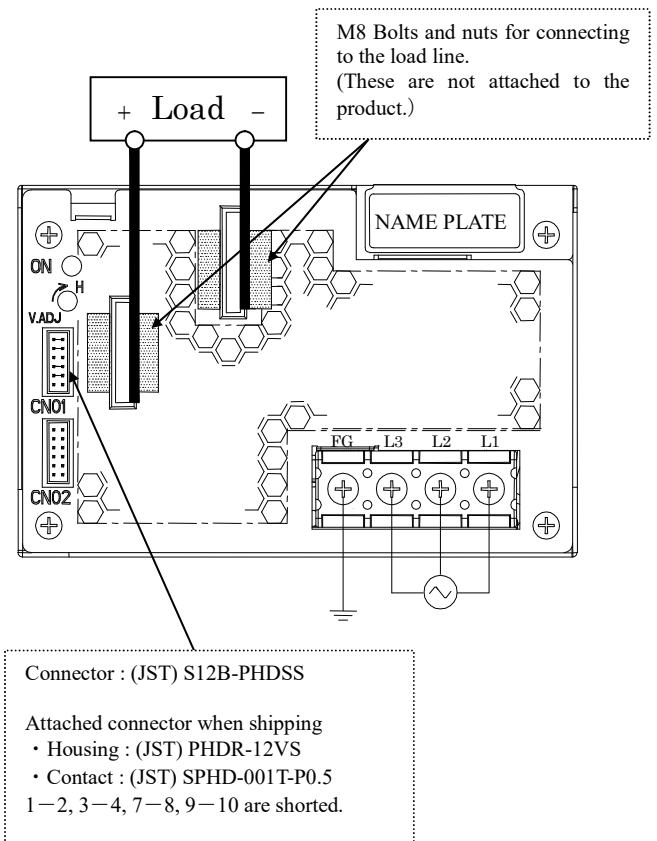 M8 Bolts and nuts for connecting
to the load line.
(These are not attached to the
product.）
+ Load −
NAME PLATE
ON
H
V.ADJ
CN01
CN02
FG L3 L2 L1
Connector : (JST) S12B-PHDSS
Attached connector when shipping
・Housing : (JST) PHDR-12VS
・Contact : (JST) SPHD-001T-P0.5
1－2, 3－4, 7－8, 9－10 are shorted.